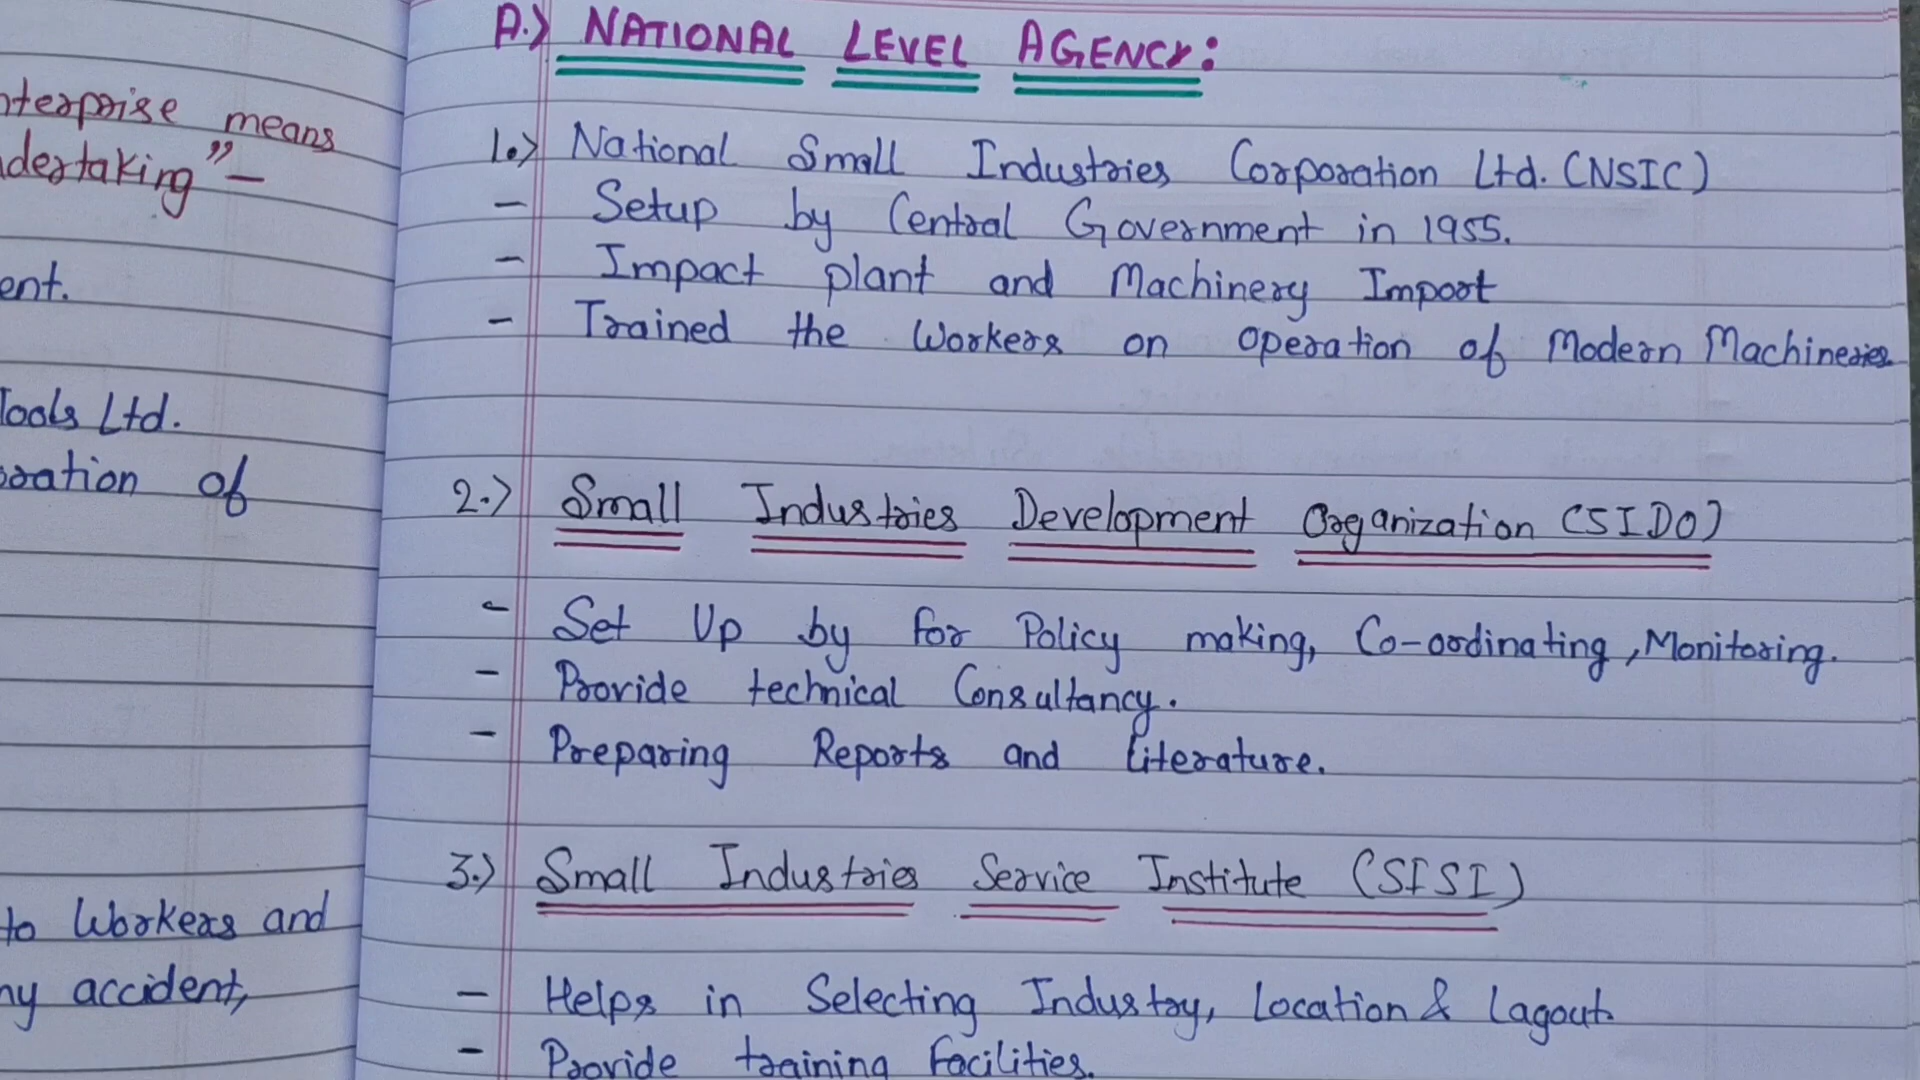 nterprise means
dertaking" –
ent.
Tools Ltd.
oration of
to Workers and
ny accident,
A.) NATIONAL LEVEL AGENCY:
1.) National Small Industries Corporation Ltd. (NSIC)
– Setup by Central Government in 1955.
– Impact plant and Machinery Import
– Trained the Workers on Operation of Modern Machineries
2.) Small Industries Development Organization (SIDO)
– Set Up by for Policy making, Co-ordinating, Monitoring.
– Provide technical Consultancy.
– Preparing Reports and Literature.
3.) Small Industries Service Institute (SISI)
– Helps in Selecting Industry, Location & Lagout.
– Provide training Facilities.